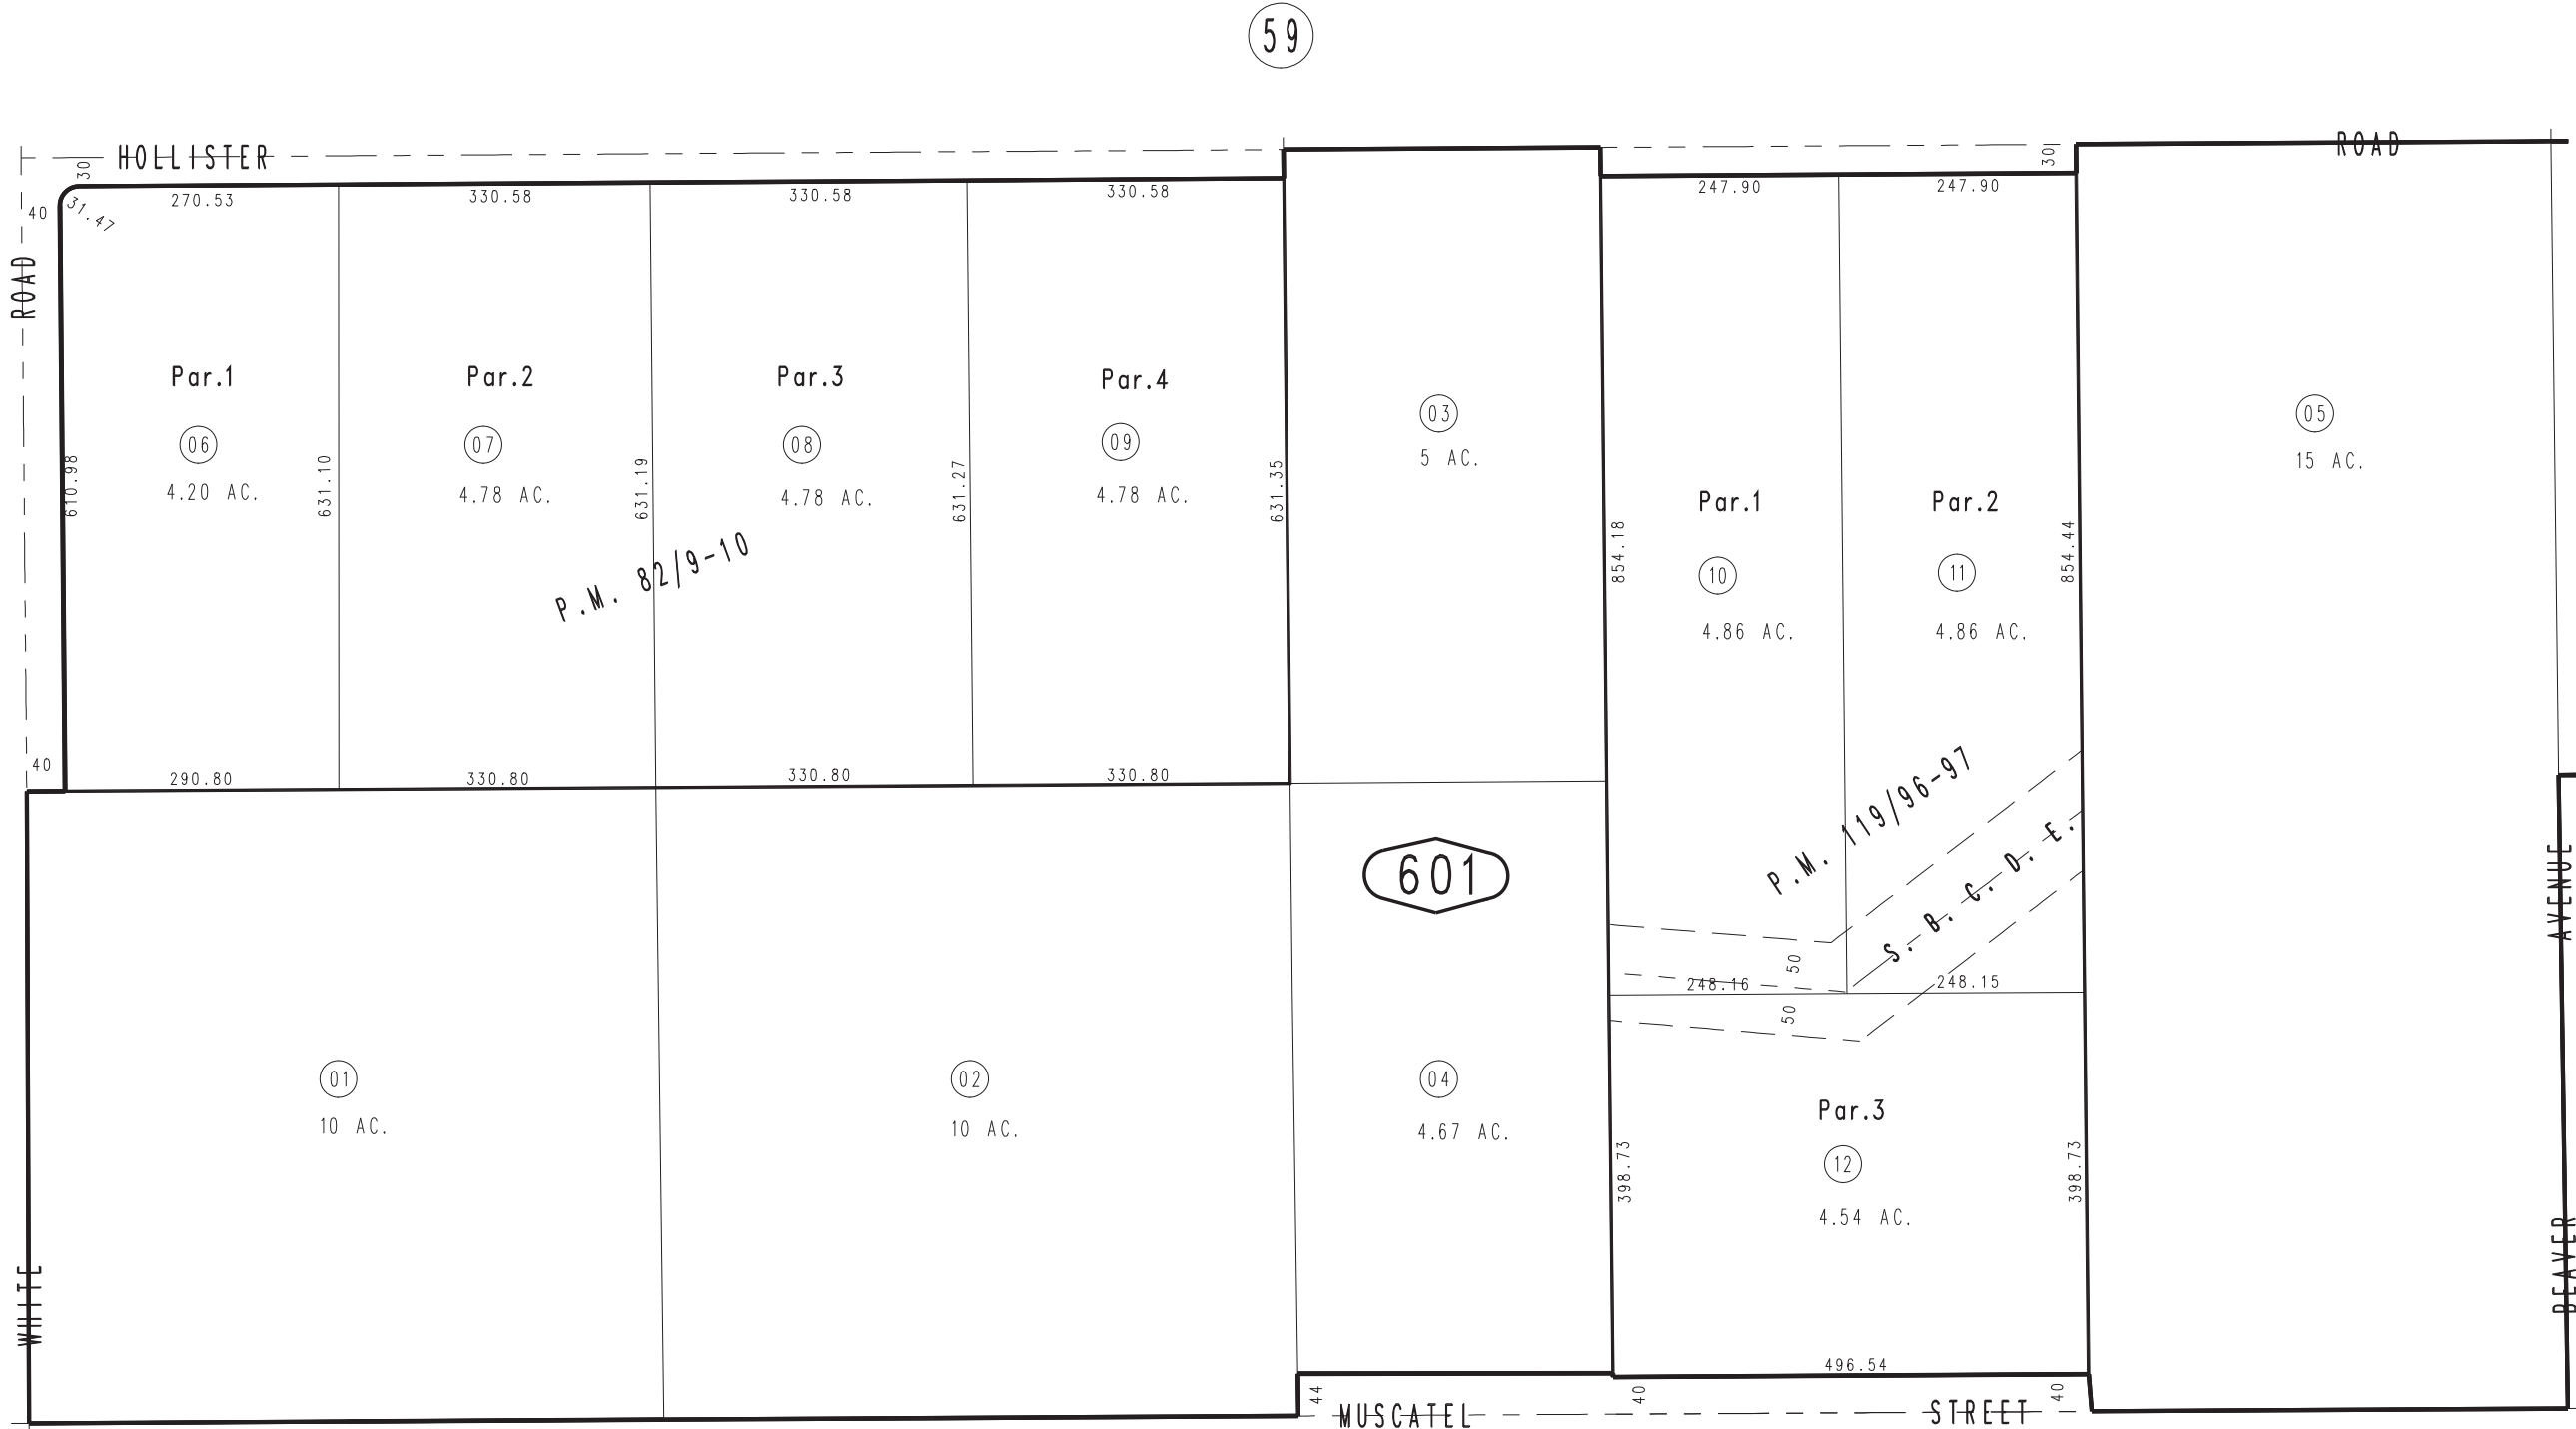 59
HOLLISTER
ROAD
30
30
40
31.47
270.53
330.58
330.58
330.58
247.90
247.90
ROAD
Par.1
Par.2
Par.3
Par.4
06
07
08
09
03
05
4.20 AC.
4.78 AC.
4.78 AC.
4.78 AC.
5 AC.
15 AC.
610.98
631.10
631.19
631.27
631.35
Par.1
Par.2
854.18
854.44
10
11
4.86 AC.
4.86 AC.
P.M. 82/9-10
40
290.80
330.80
330.80
330.80
P.M. 119/96-97
S. B. C. D. E.
601
AVENUE
50
248.16
248.15
50
01
02
04
10 AC.
10 AC.
4.67 AC.
Par.3
12
4.54 AC.
398.73
398.73
WHITE
BEAVER
496.54
44
40
40
MUSCATEL
STREET